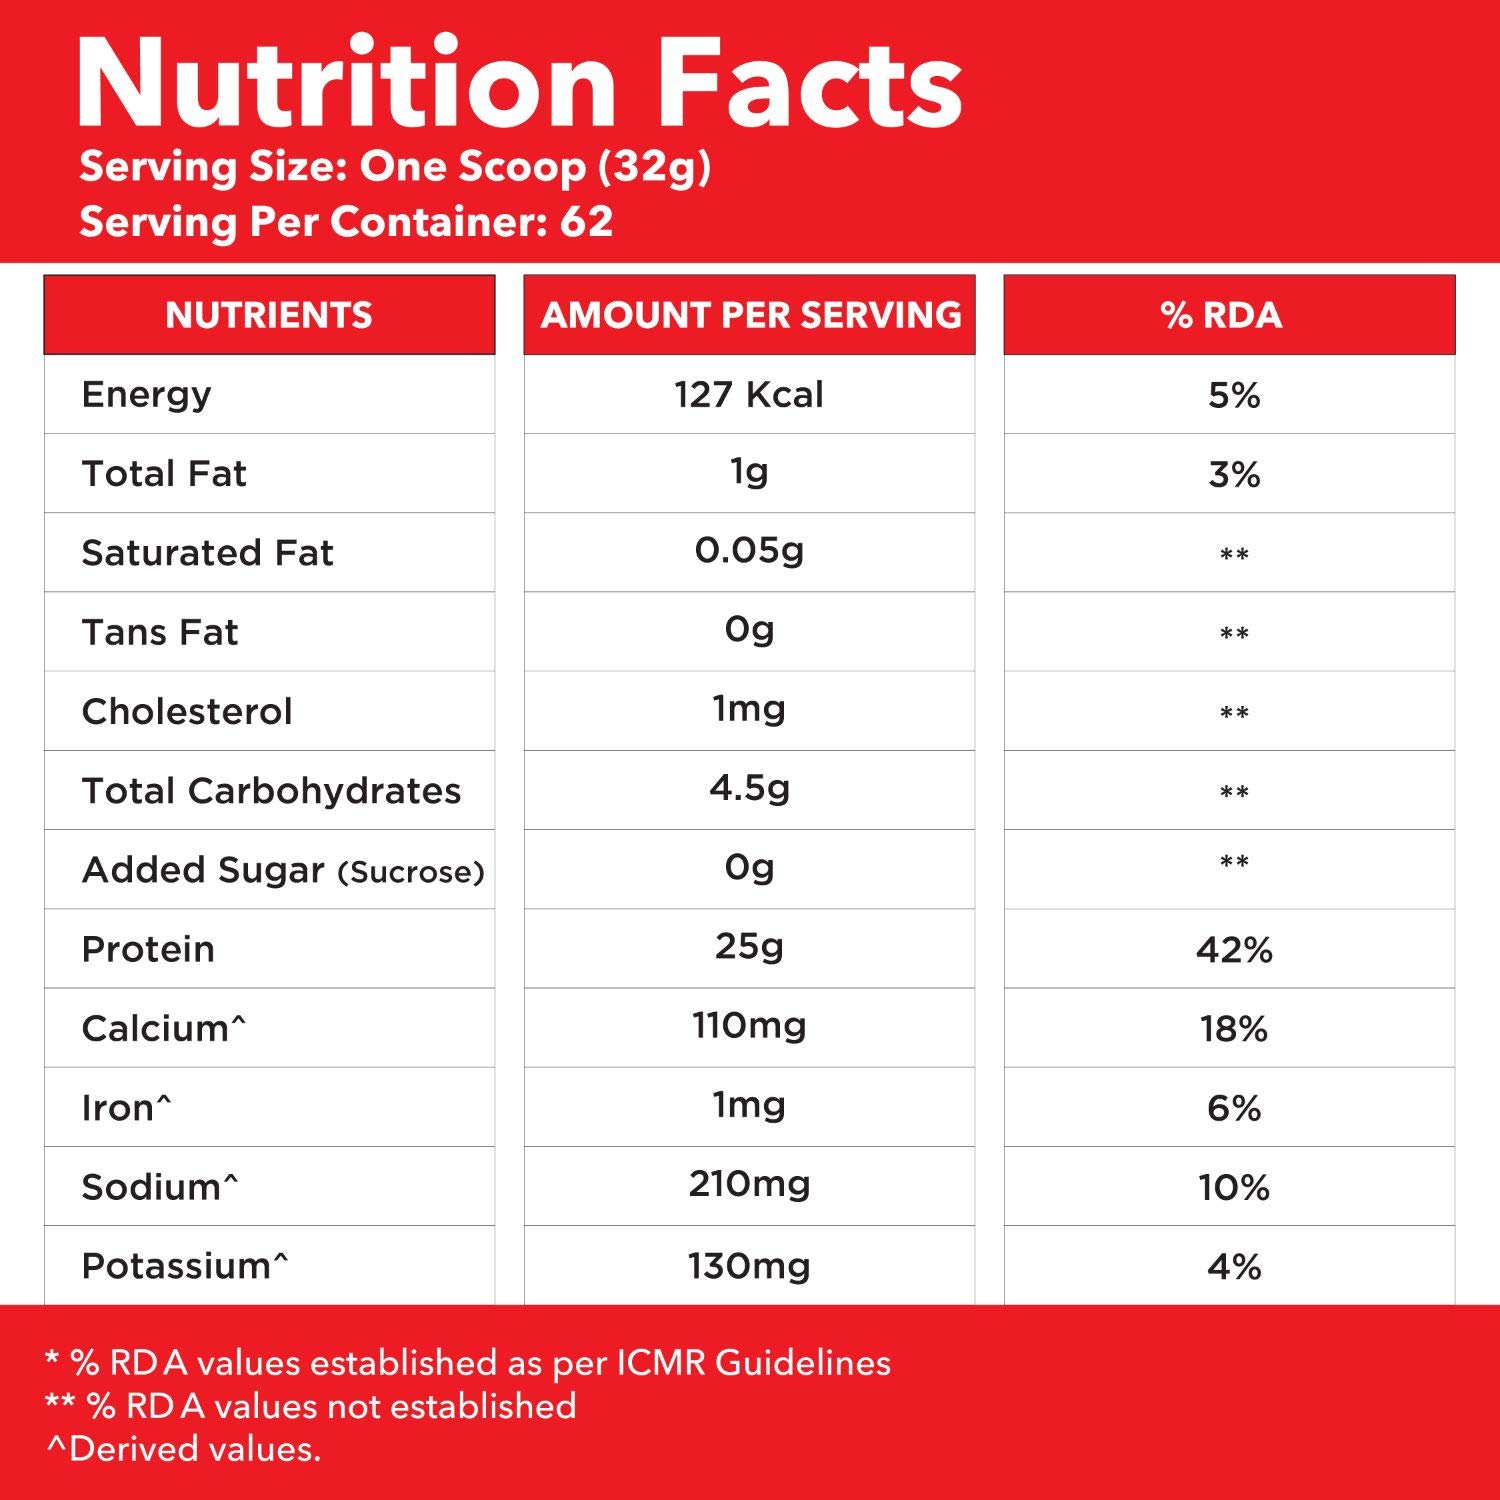 Nutrition Facts
Serving Size: One Scoop (32g)
Serving Per Container: 62
NUTRIENTS AMOUNT PER SERVING % RDA
Energy 127 Kcal 5%
Total Fat 1g 3%
Saturated Fat 0.05g **
Tans Fat 0g **
Cholesterol 1mg **
Total Carbohydrates 4.5g **
Added Sugar (Sucrose) 0g **
Protein 25g 42%
Calcium^ 110mg 18%
Iron^ 1mg 6%
Sodium^ 210mg 10%
Potassium^ 130mg 4%
* % RDA values established as per ICMR Guidelines
** % RDA values not established
^Derived values.